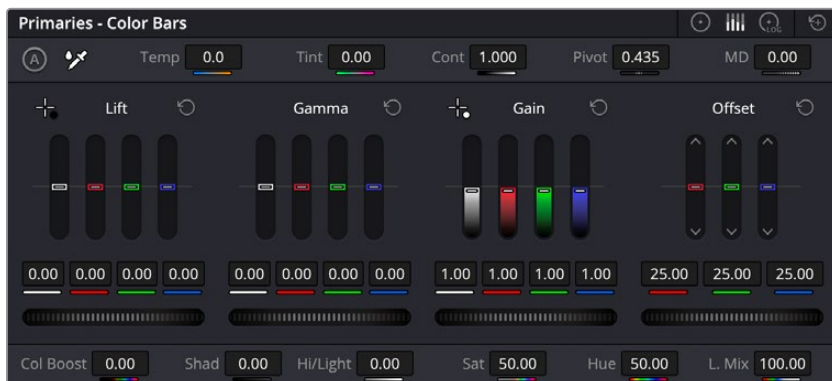 Primaries - Color Bars
LOG
A Temp 0.0 Tint 0.00 Cont 1.000 Pivot 0.435 MD 0.00
Lift Gamma Gain Offset
0.00 0.00 0.00 0.00 0.00 0.00 0.00 0.00 1.00 1.00 1.00 1.00 25.00 25.00 25.00
Col Boost 0.00 Shad 0.00 Hi/Light 0.00 Sat 50.00 Hue 50.00 L. Mix 100.00